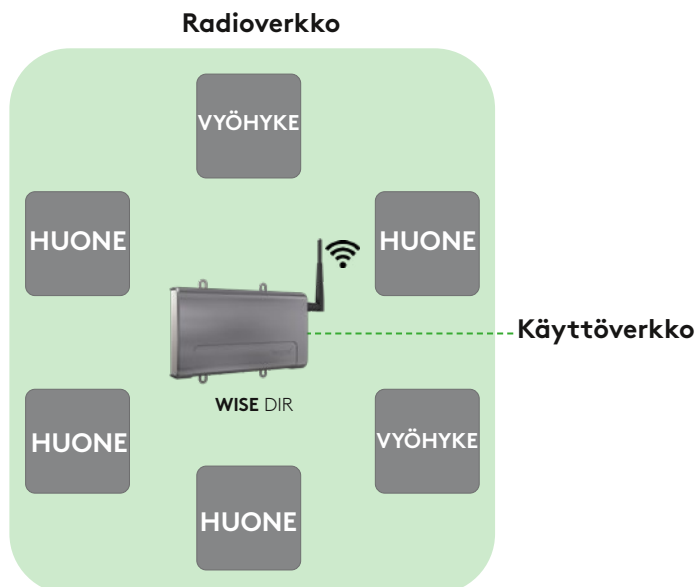 Radioverkko
VYÖHYKE
HUONE
HUONE
Käyttöverkko
WISE DIR
HUONE
VYÖHYKE
HUONE